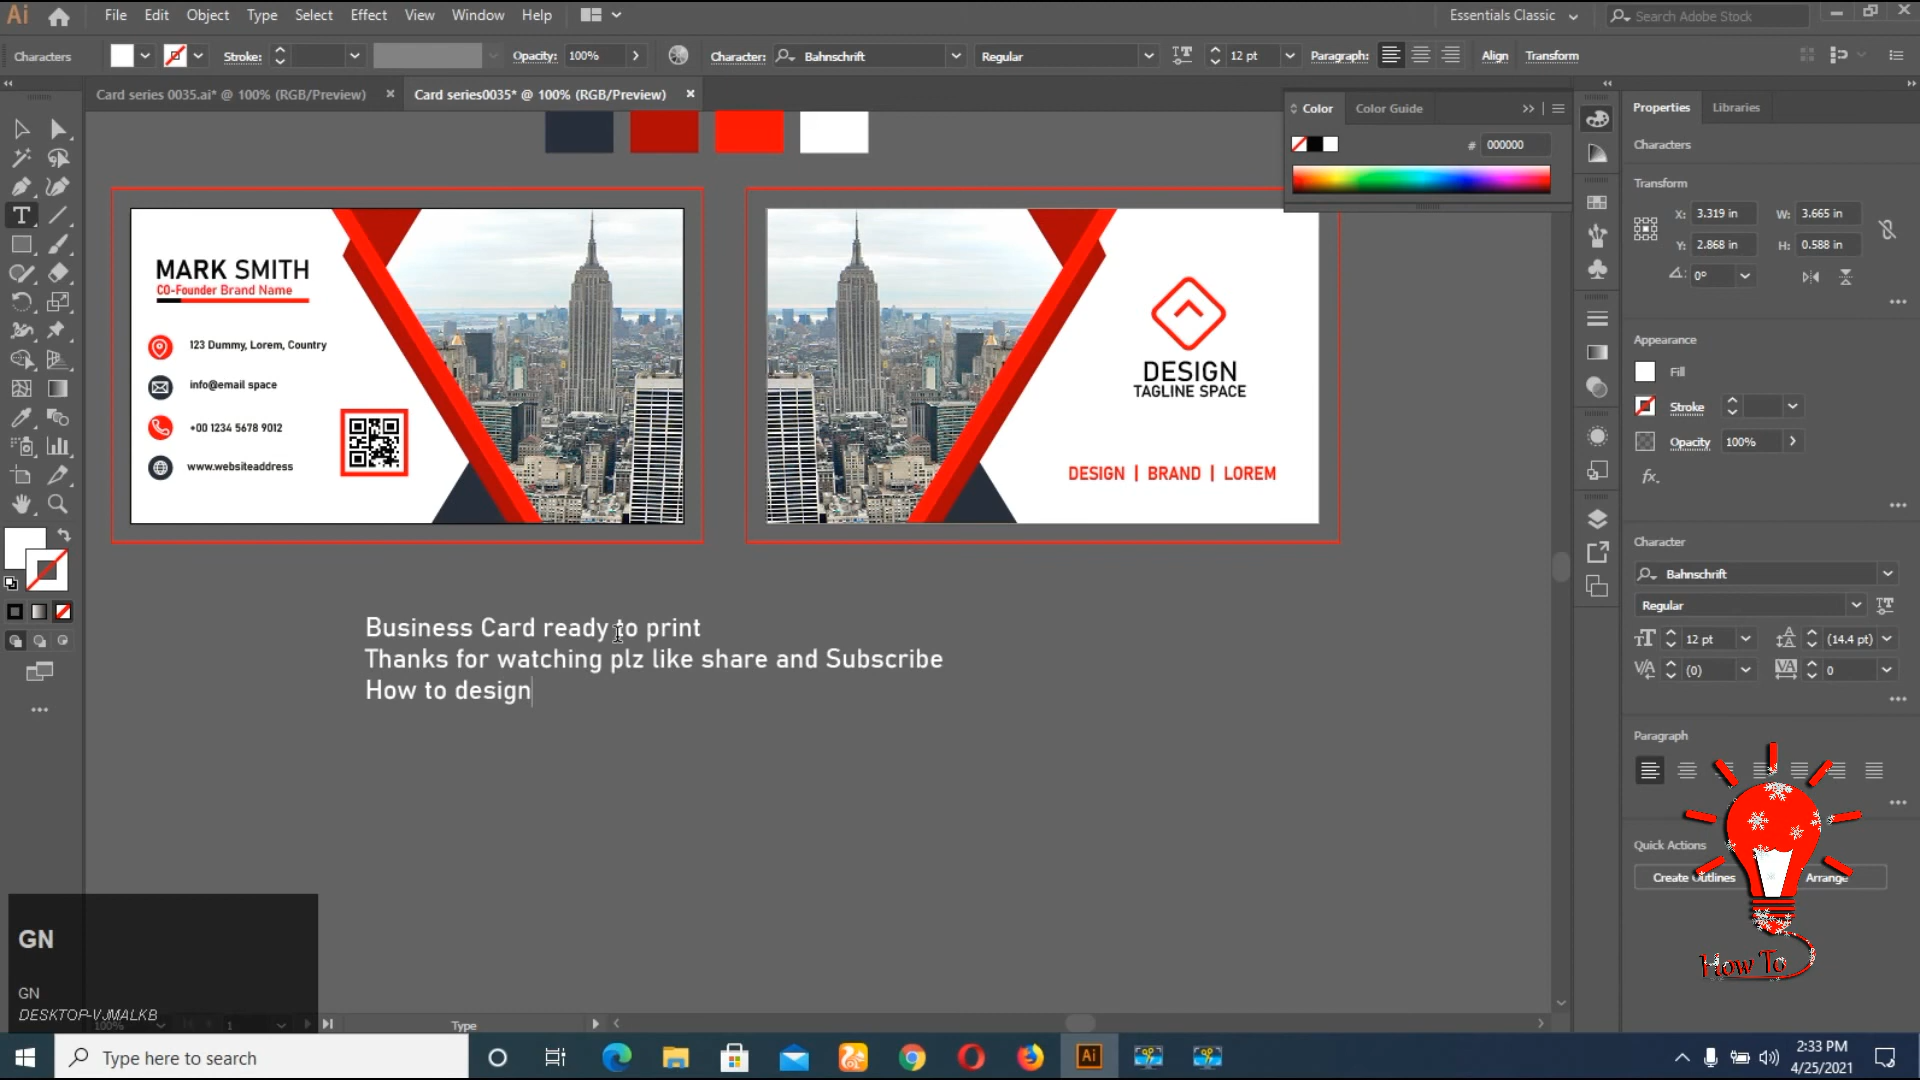 Ai File Edit Object Type Select Effect View Window Help Essentials Classic Search Adobe Stock
Characters Stroke: Opacity: 100% Character: Bahnschrift Regular 12 pt Paragraph: Align Transform
Card series 0035.ai* @ 100% (RGB/Preview) × Card series0035* @ 100% (RGB/Preview) ×
Color Color Guide
# 000000
Properties Libraries
Characters
Transform
X: 3.319 in W: 3.665 in
Y: 2.868 in H: 0.588 in
0°
Appearance
Fill
Stroke
Opacity 100%
fx.
Character
Bahnschrift
Regular
12 pt (14.4 pt)
(0) 0
Paragraph
Quick Actions
Create Outlines Arrange
MARK SMITH
CO-Founder Brand Name
123 Dummy, Lorem, Country
info@email space
+00 1234 5678 9012
www.websiteaddress
DESIGN
TAGLINE SPACE
DESIGN | BRAND | LOREM
Business Card ready to print
Thanks for watching plz like share and Subscribe
How to design
How To
GN
GN
DESKTOP-VJMALKB
100% 1 Type
Type here to search
Ai
2:33 PM
4/25/2021